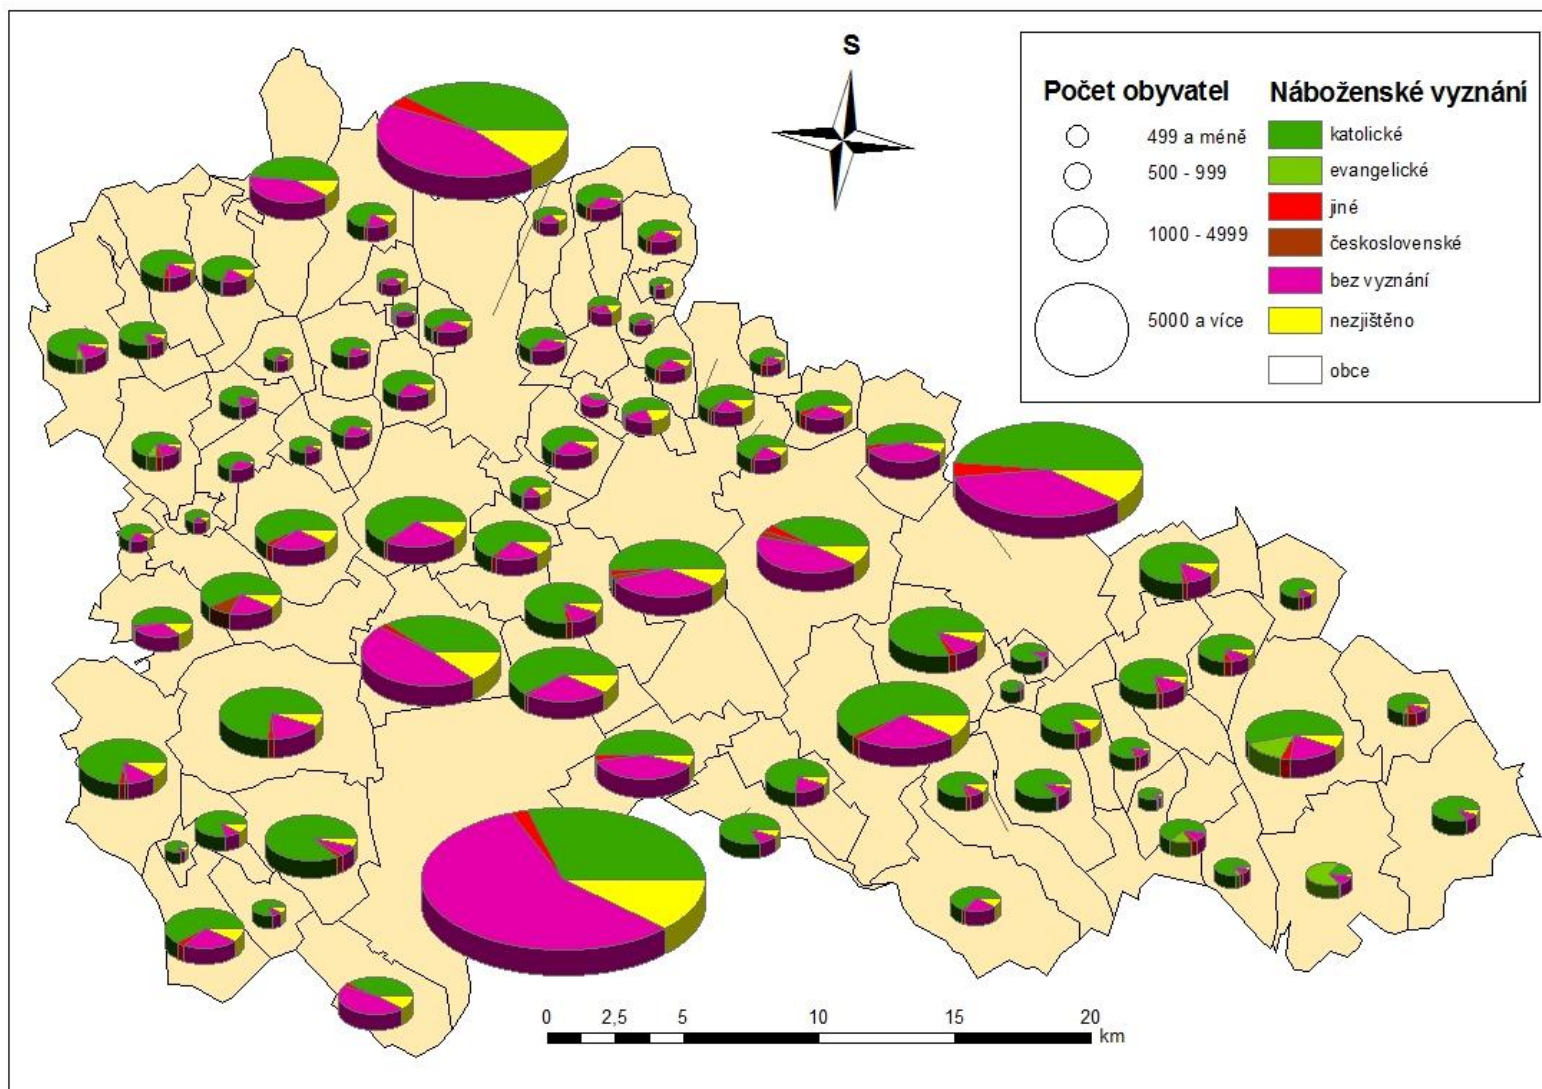 S
Počet obyvatel
499 a méně
500 - 999
1000 - 4999
5000 a více
Náboženské vyznání
katolické
evangelické
jiné
československé
bez vyznání
nezjištěno
obce
0 2,5 5 10 15 20
km